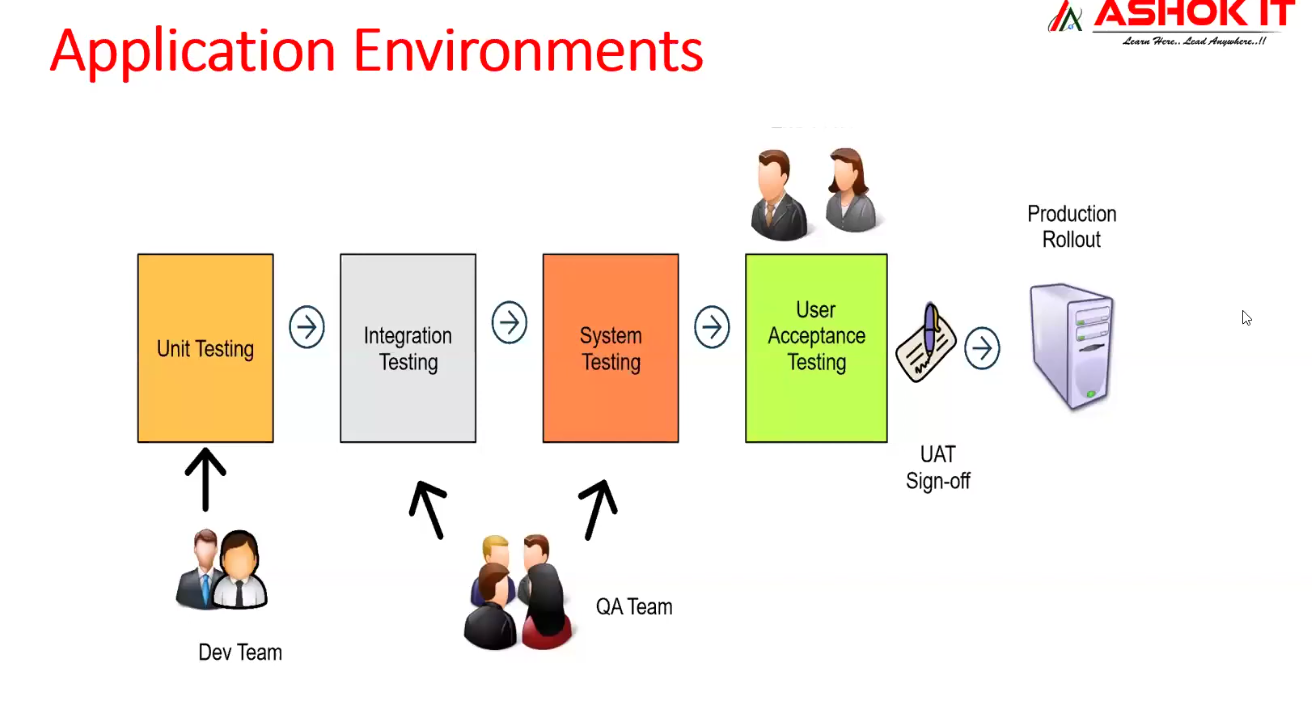 Application Environments
ASHOK IT
Learn Here.. Lead Anywhere..!!
Production
Rollout
Unit Testing
Integration
Testing
System
Testing
User
Acceptance
Testing
UAT
Sign-off
Dev Team
QA Team